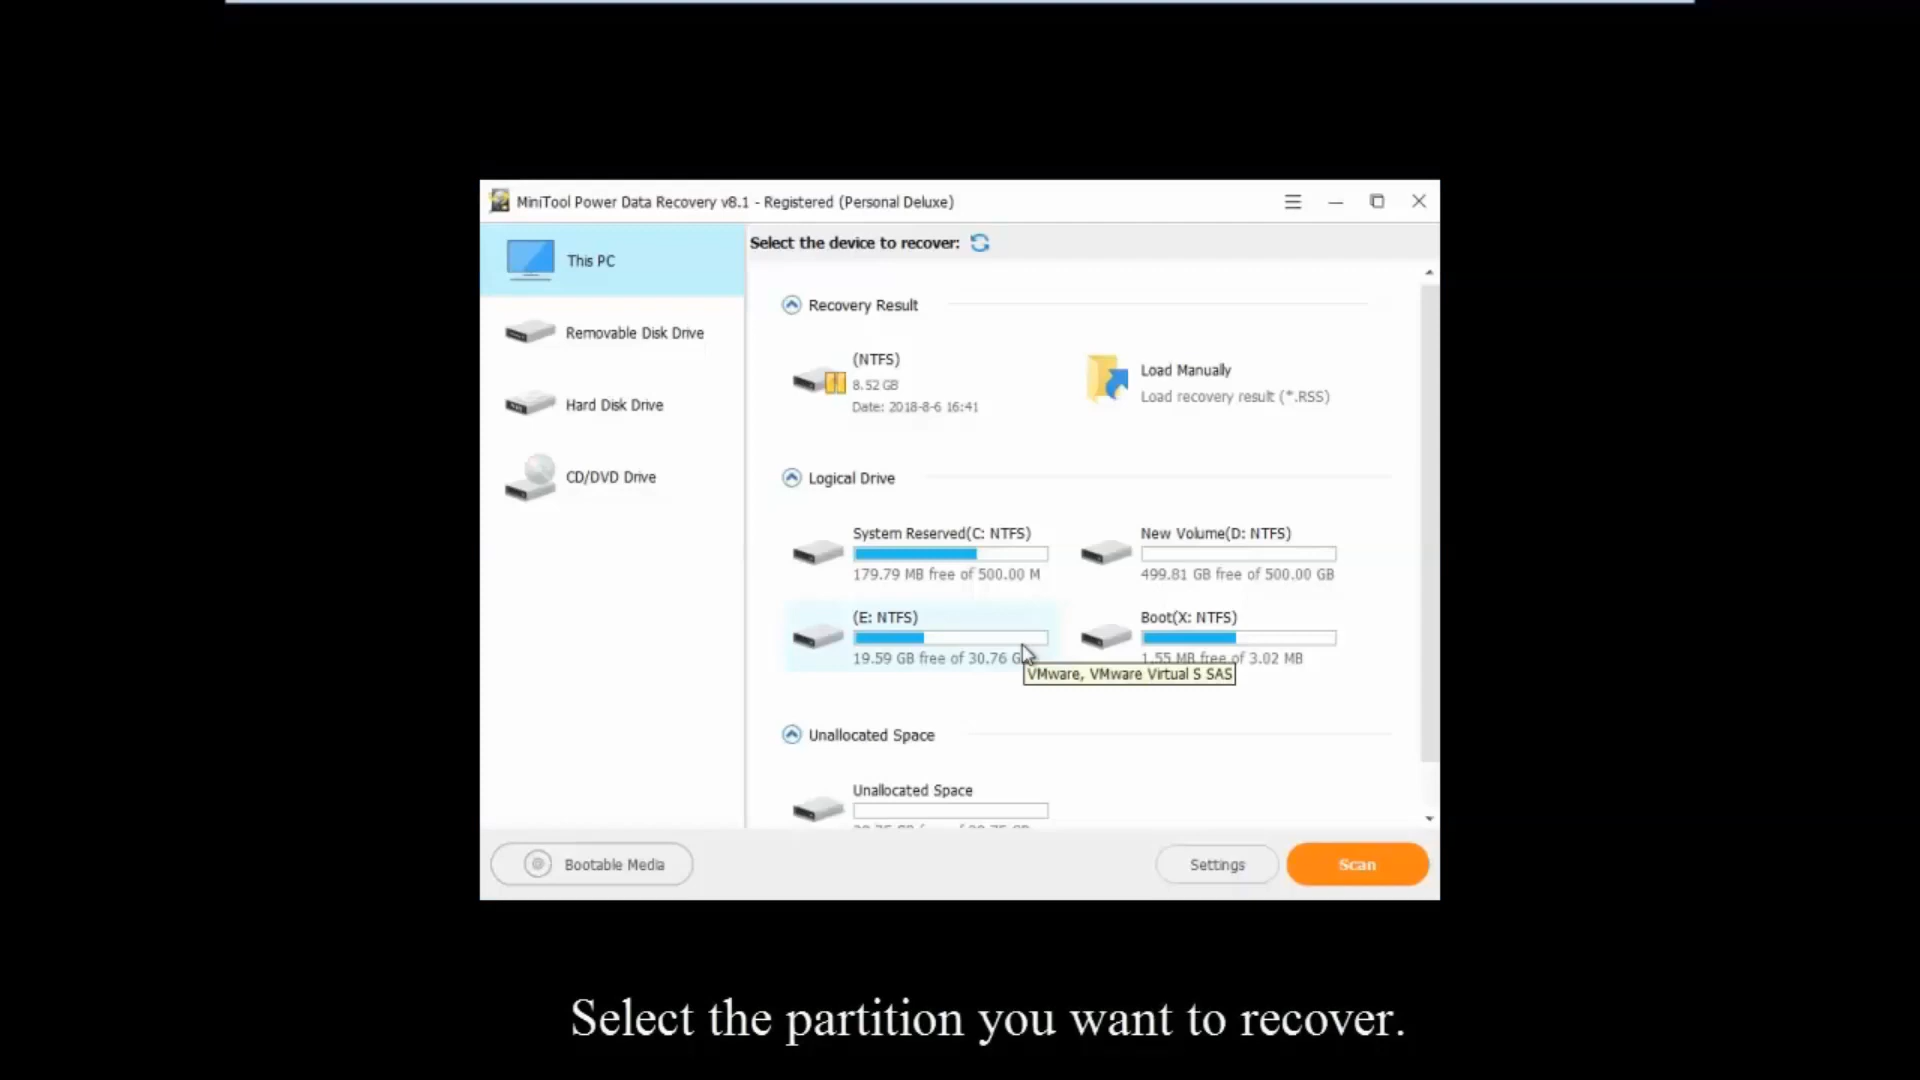 MiniTool Power Data Recovery v8.1 - Registered (Personal Deluxe)
This PC
Removable Disk Drive
Hard Disk Drive
CD/DVD Drive
Select the device to recover:
Recovery Result
(NTFS)
8.52 GB
Date: 2018-8-6 16:41
Load Manually
Load recovery result (*.RSS)
Logical Drive
System Reserved(C: NTFS)
179.79 MB free of 500.00 M
New Volume(D: NTFS)
499.81 GB free of 500.00 GB
(E: NTFS)
19.59 GB free of 30.76 G
Boot(X: NTFS)
1.55 MB free of 3.02 MB
VMware, VMware Virtual S SAS
Unallocated Space
Unallocated Space
Bootable Media
Settings
Scan
Select the partition you want to recover.